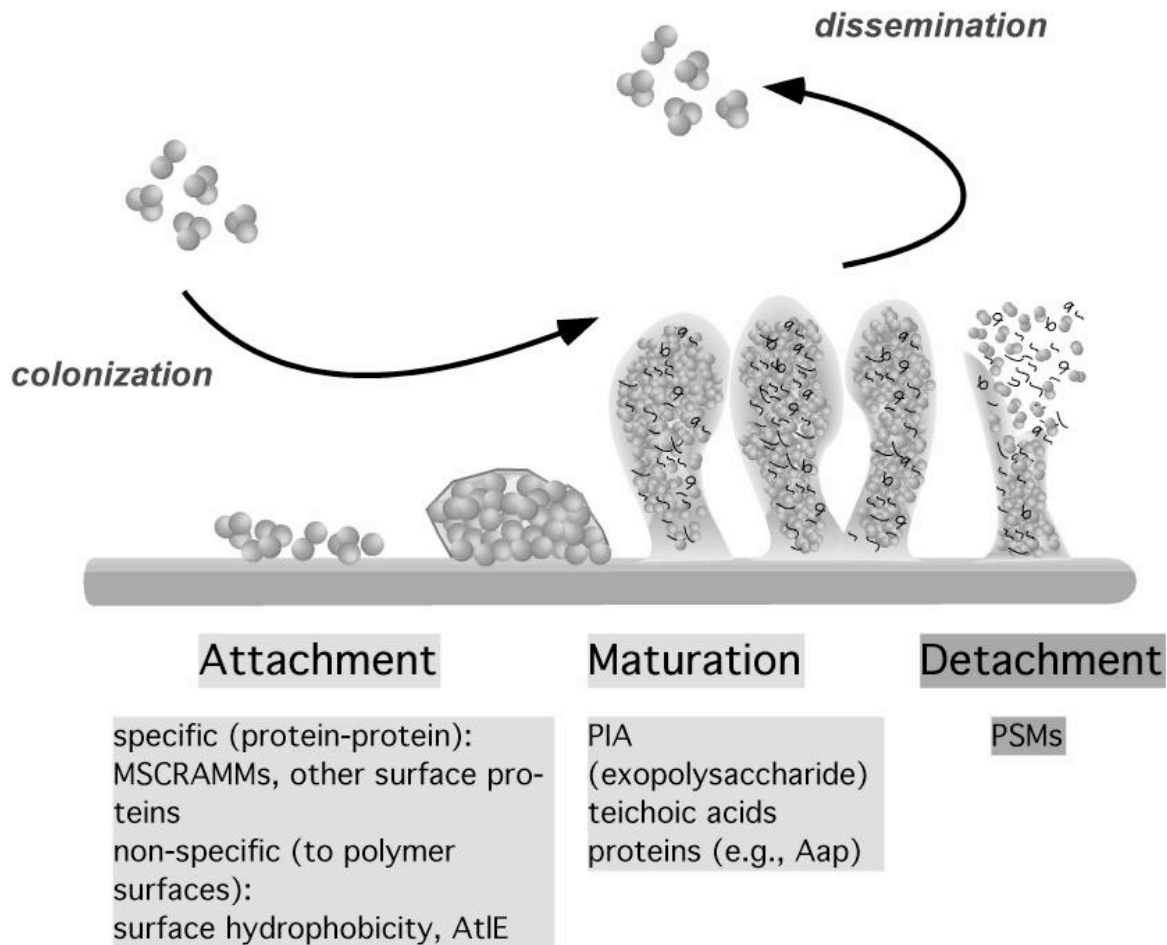 dissemination
colonization
Attachment
Maturation
Detachment
specific (protein-protein):
MSCRAMMs, other surface pro-
teins
non-specific (to polymer
surfaces):
surface hydrophobicity, AtlE
PIA
(exopolysaccharide)
teichoic acids
proteins (e.g., Aap)
PSMs